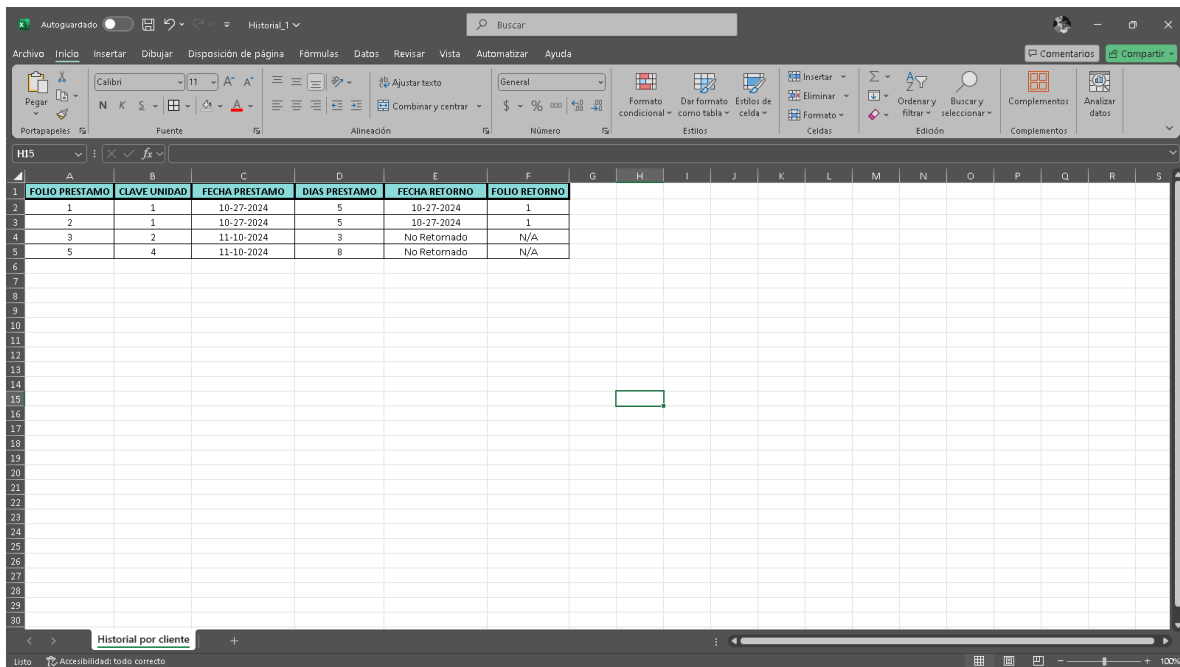 Autoguardado Historial_1 Buscar
Archivo Inicio Insertar Dibujar Disposición de página Fórmulas Datos Revisar Vista Automatizar Ayuda Comentarios Compartir
Pegar Calibri 11 A^ A˅ ab Ajustar texto General Formato condicional Dar formato como tabla Estilos de celda Insertar Ordenar y filtrar Buscar y seleccionar Complementos Analizar datos
N K S A Combinar y centrar $ % 000 Eliminar
Formato
Portapapeles Fuente Alineación Número Estilos Celdas Edición Complementos
H15 fx
A B C D E F G H I J K L M N O P Q R S
1 FOLIO PRESTAMO CLAVE UNIDAD FECHA PRESTAMO DIAS PRESTAMO FECHA RETORNO FOLIO RETORNO
2 1 1 10-27-2024 5 10-27-2024 1
3 2 1 10-27-2024 5 10-27-2024 1
4 3 2 11-10-2024 3 No Retornado N/A
5 5 4 11-10-2024 8 No Retornado N/A
6
7
8
9
10
11
12
13
14
15
16
17
18
19
20
21
22
23
24
25
26
27
28
29
30
Historial por cliente
Listo Accesibilidad: todo correcto 100%